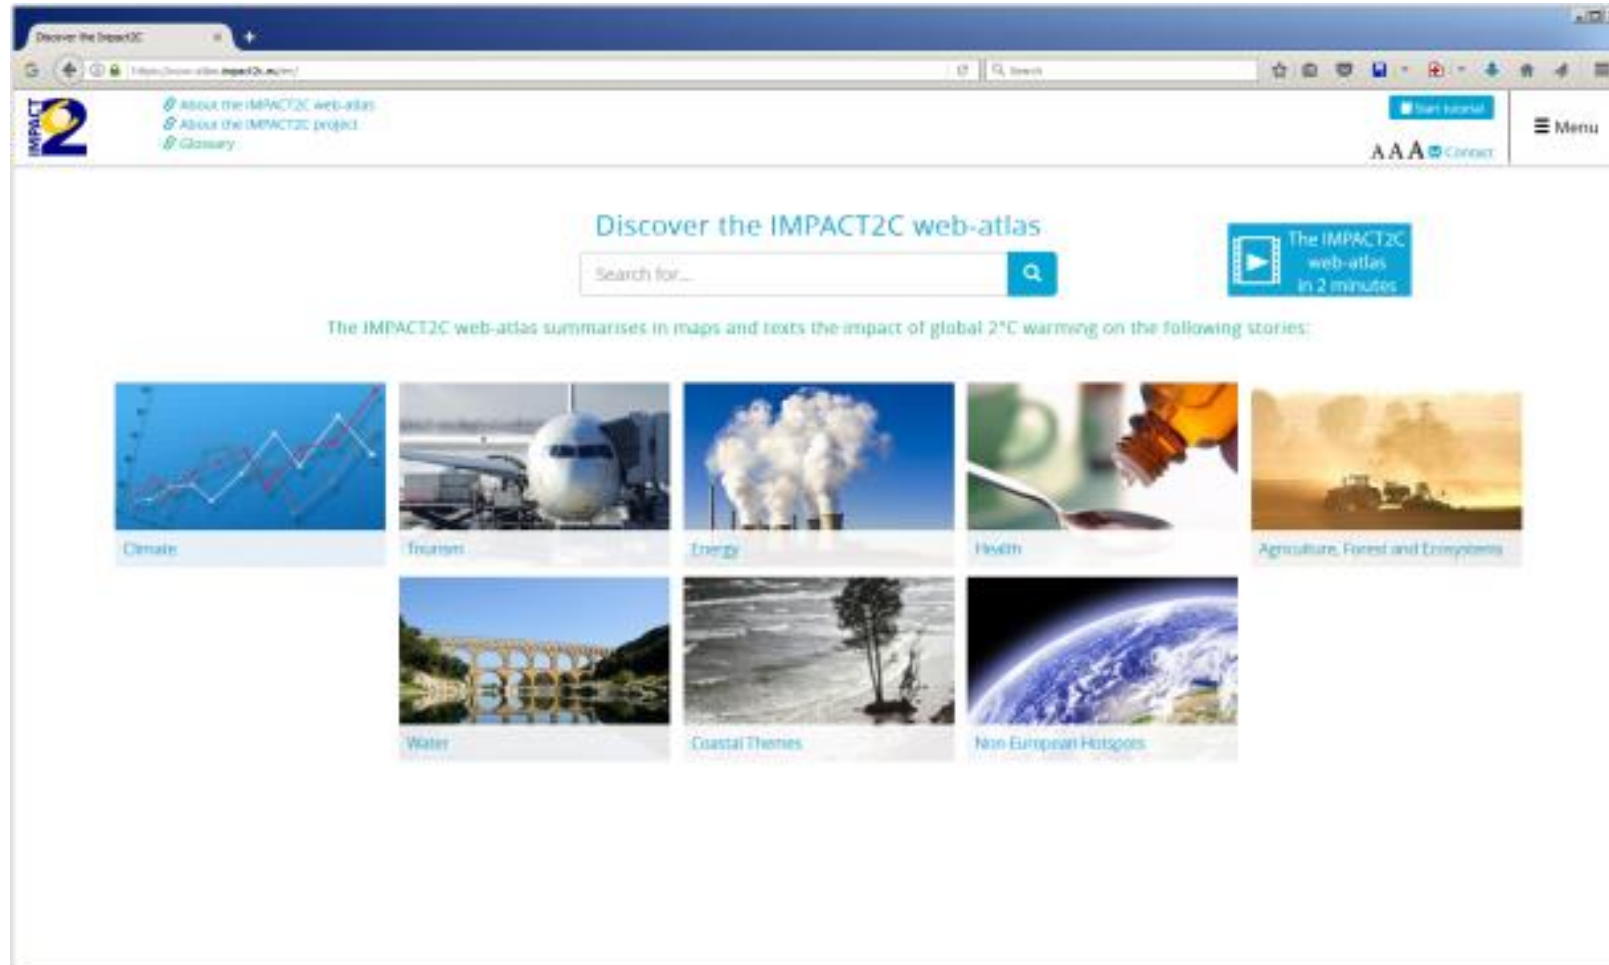 Discover the Impact2C
Search
IMPACT
2
About the IMPACT2C web-atlas
About the IMPACT2C project
Glossary
Start tutorial
A A A Contact
Menu
Discover the IMPACT2C web-atlas
Search for...
The IMPACT2C
web-atlas
in 2 minutes
The IMPACT2C web-atlas summarises in maps and texts the impact of global 2°C warming on the following stories:
Climate
Tourism
Energy
Health
Agriculture, Forest and Ecosystems
Water
Coastal Themes
Non-European Hotspots